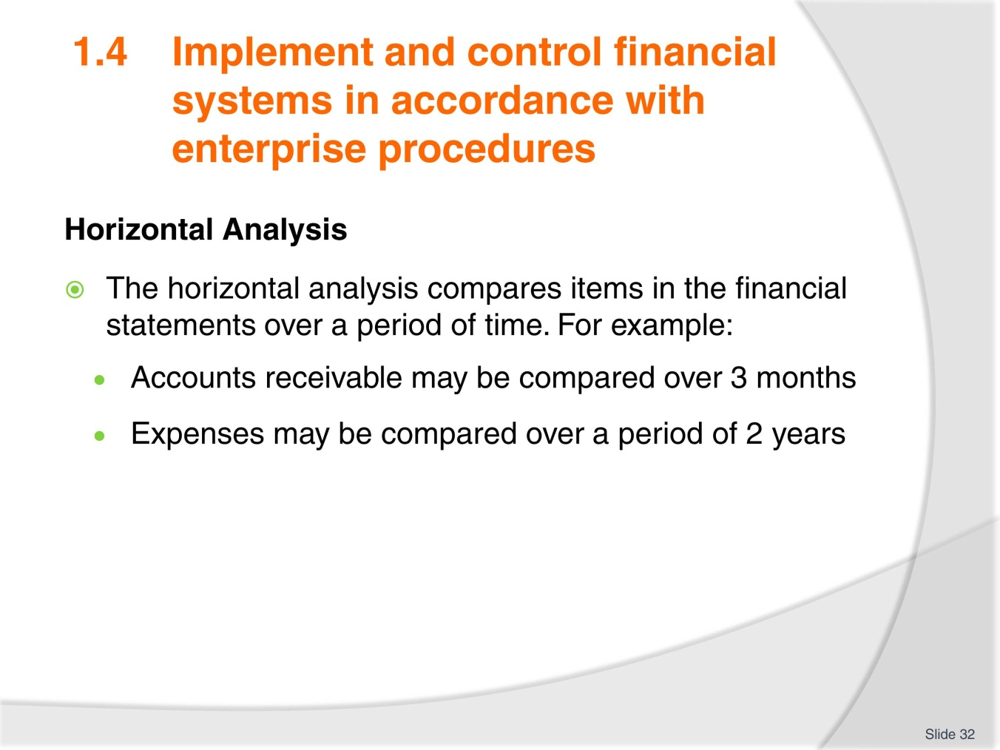 1.4 Implement and control financial
systems in accordance with
enterprise procedures
Horizontal Analysis
The horizontal analysis compares items in the financial
statements over a period of time. For example:
Accounts receivable may be compared over 3 months
Expenses may be compared over a period of 2 years
Slide 32